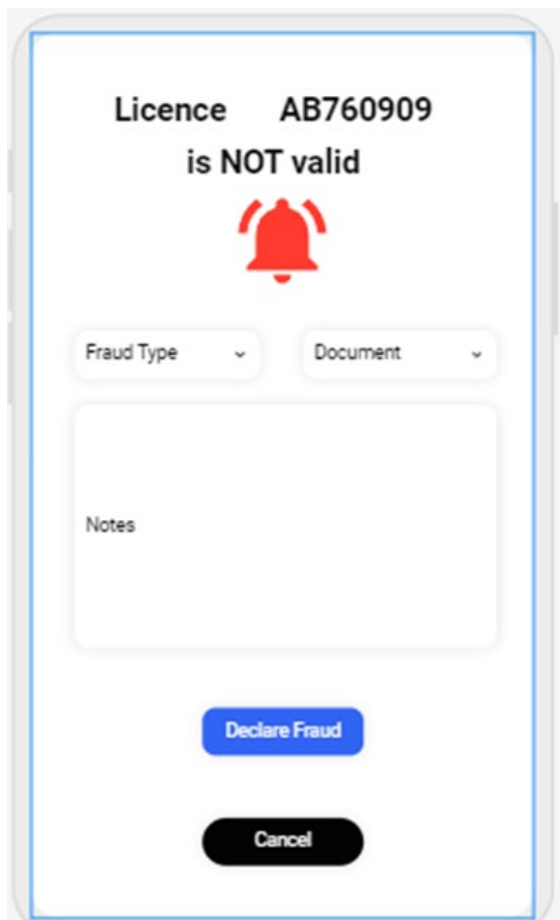 Licence AB760909
is NOT valid
Fraud Type Document
Notes
Declare Fraud
Cancel